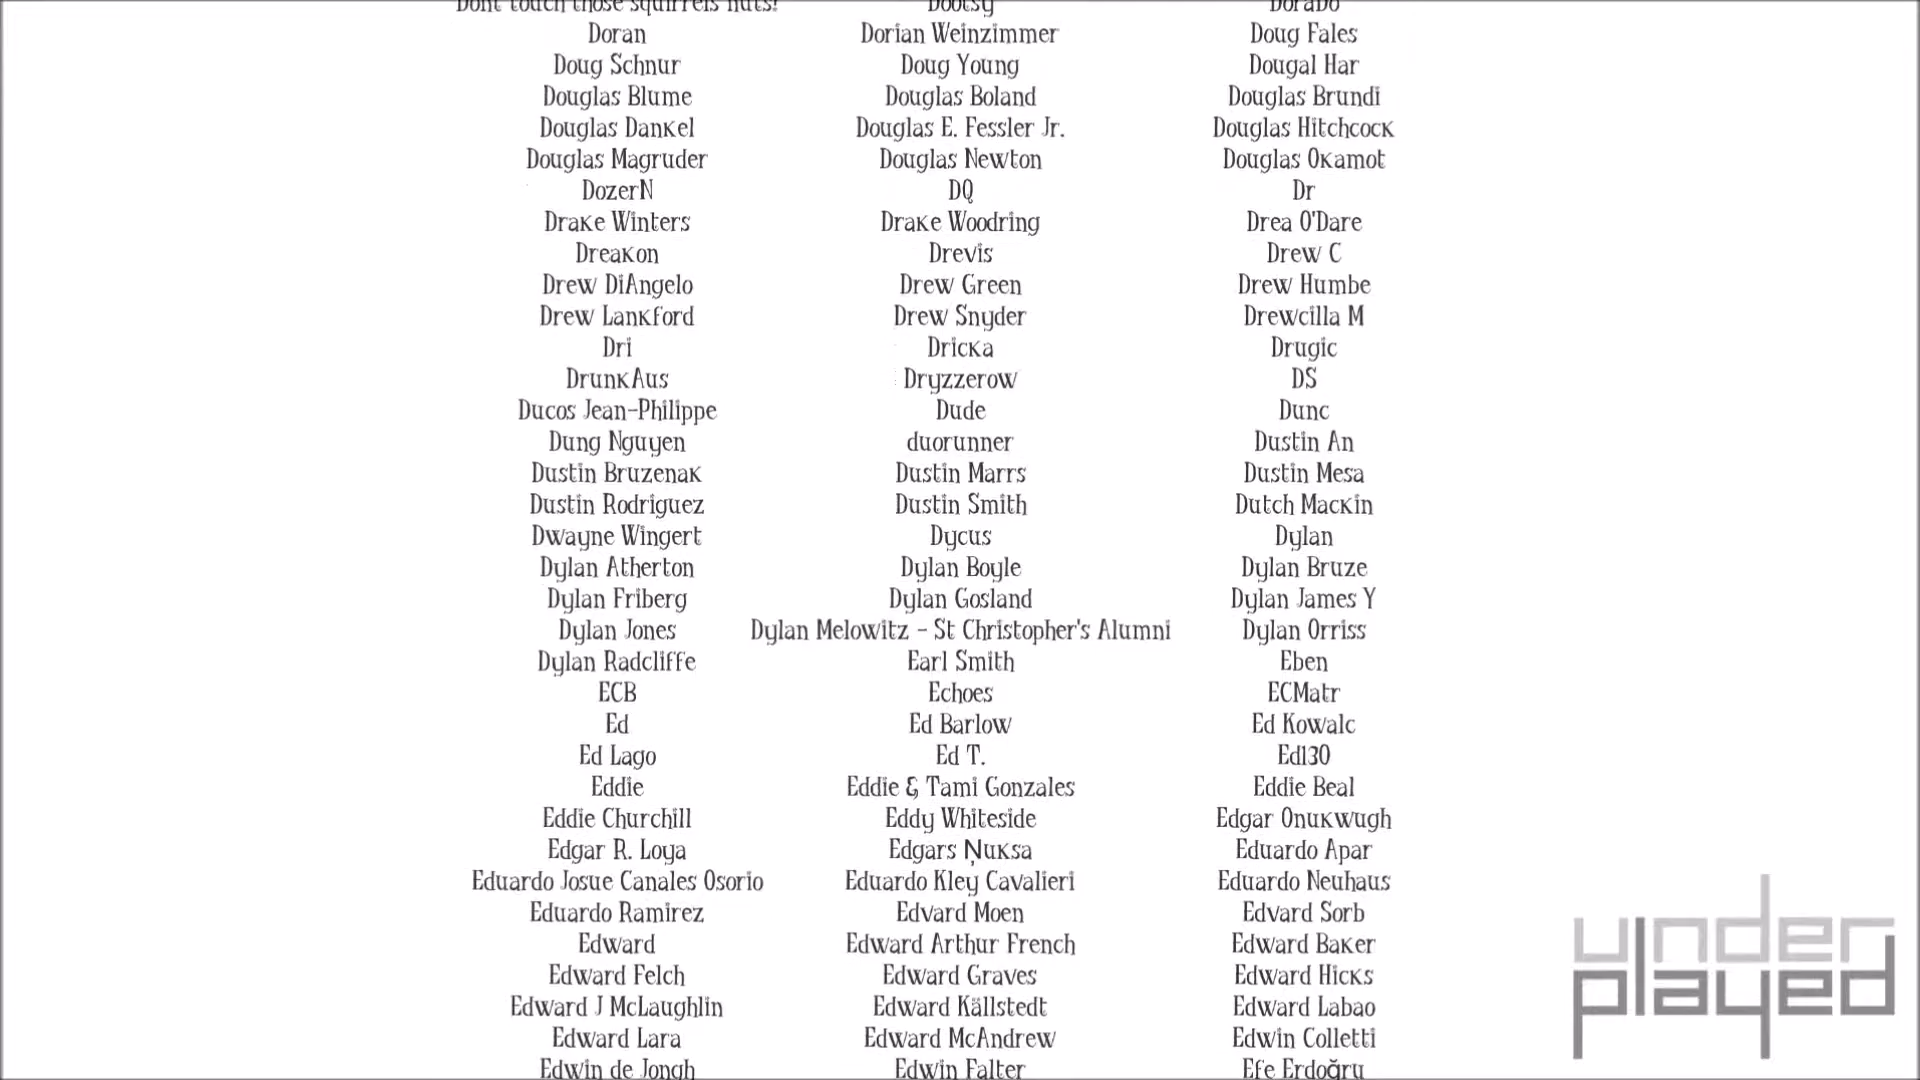 Dont touch those squirrels nuts! Dootsy DoraDo
Doran Dorian Weinzimmer Doug Fales
Doug Schnur Doug Young Dougal Har
Douglas Blume Douglas Boland Douglas Brundi
Douglas Dankel Douglas E. Fessler Jr. Douglas Hitchcock
Douglas Magruder Douglas Newton Douglas Okamot
DozerN DQ Dr
Drake Winters Drake Woodring Drea O'Dare
Dreakon Drevis Drew C
Drew DiAngelo Drew Green Drew Humbe
Drew Lankford Drew Snyder Drewcilla M
Dri Dricka Drugic
DrunkAus Dryzzerow DS
Ducos Jean-Philippe Dude Dunc
Dung Nguyen duorunner Dustin An
Dustin Bruzenak Dustin Marrs Dustin Mesa
Dustin Rodriguez Dustin Smith Dutch Mackin
Dwayne Wingert Dycus Dylan
Dylan Atherton Dylan Boyle Dylan Bruze
Dylan Friberg Dylan Gosland Dylan James Y
Dylan Jones Dylan Melowitz - St Christopher's Alumni Dylan Orriss
Dylan Radcliffe Earl Smith Eben
ECB Echoes ECMatr
Ed Ed Barlow Ed Kowalc
Ed Lago Ed T. Ed130
Eddie Eddie & Tami Gonzales Eddie Beal
Eddie Churchill Eddy Whiteside Edgar Onukwugh
Edgar R. Loya Edgars Ņuksa Eduardo Apar
Eduardo Josue Canales Osorio Eduardo Kley Cavalieri Eduardo Neuhaus
Eduardo Ramirez Edvard Moen Edvard Sorb
Edward Edward Arthur French Edward Baker
Edward Felch Edward Graves Edward Hicks
Edward J McLaughlin Edward Källstedt Edward Labao
Edward Lara Edward McAndrew Edwin Colletti
Edwin de Jongh Edwin Falter Efe Erdoğru
under
played